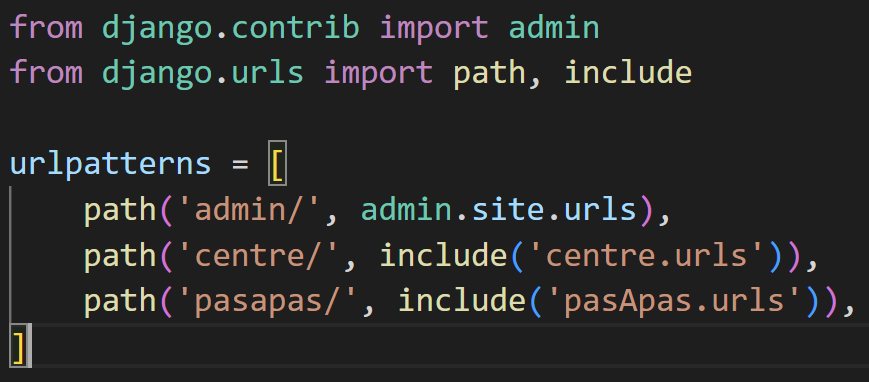 from django.contrib import admin
from django.urls import path, include
urlpatterns = [
    path('admin/', admin.site.urls),
    path('centre/', include('centre.urls')),
    path('pasapas/', include('pasApas.urls')),
]